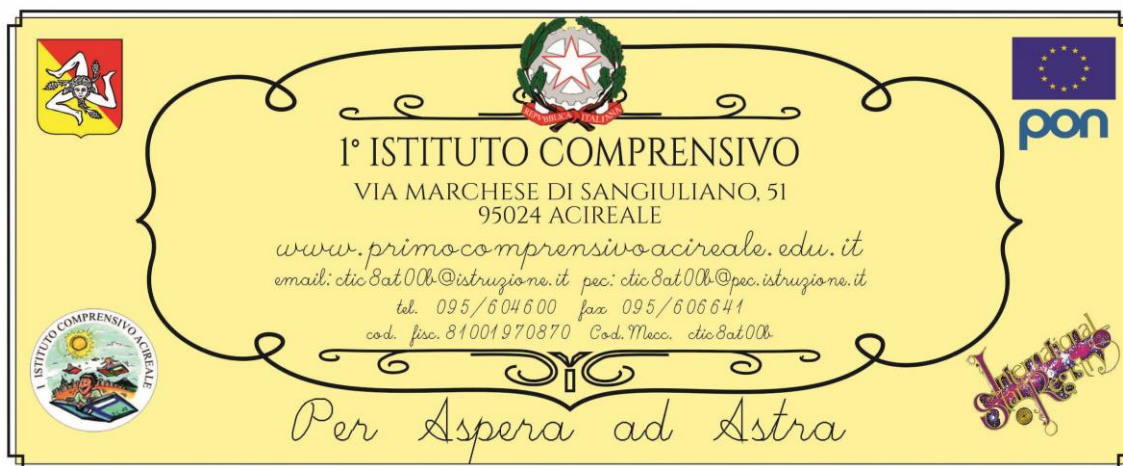 REPVBBLICA ITALIANA
pon
1° ISTITUTO COMPRENSIVO
VIA MARCHESE DI SANGIULIANO, 51
95024 ACIREALE
www.primocomprensivoacireale.edu.it
email: ctic8at00b@istruzione.it pec: ctic8at00b@pec.istruzione.it
tel. 095/604600 fax 095/606641
cod. fisc. 81001970870 Cod. Mecc. ctic8at00b
1 ISTITUTO COMPRENSIVO ACIREALE
International
Per Aspera ad Astra